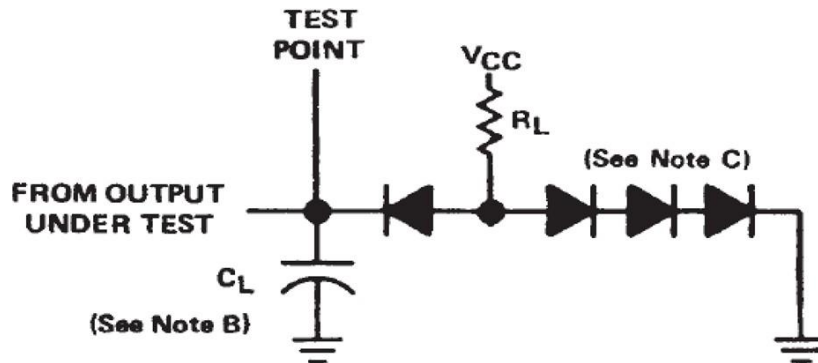 TEST
POINT
VCC
RL
(See Note C)
FROM OUTPUT
UNDER TEST
CL
(See Note B)